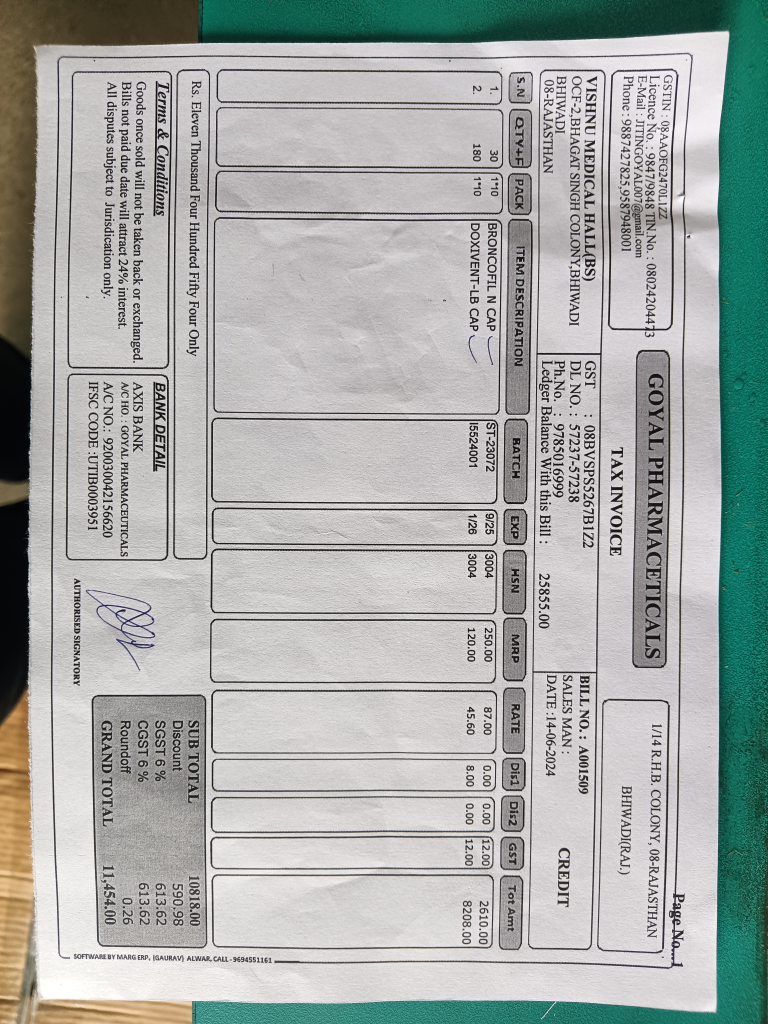 Page No...1
GSTIN : 08AAOFG2470L1ZZ
Licence No. : 9847/9848 TIN.No. : 08024204473
E-Mail : JITINGOYAL007@gmail.com
Phone : 9887427825,9587948001
GOYAL PHARMACETICALS
TAX INVOICE
1/14 R.H.B. COLONY, 08-RAJASTHAN
BHIWADI(RAJ.)
VISHNU MEDICAL HALL(BS)
OCF-2,BHAGAT SINGH COLONY,BHIWADI
BHIWADI
08-RAJASTHAN
GST : 08BVSPS5267B1Z2
DL NO. : 57237-57238
Ph.No. : 9785016999
Ledger Balance With this Bill : 25855.00
BILL NO. : A001509
SALES MAN :
DATE :14-06-2024
CREDIT
S.N QTY+F PACK ITEM DESCRIPATION BATCH EXP HSN MRP RATE Dis1 Dis2 GST Tot Amt
1. 30 1*10 BRONCOFIL N CAP ST-23072 9/25 3004 250.00 87.00 0.00 0.00 12.00 2610.00
2. 180 1*10 DOXIVENT-LB CAP I5524001 1/26 3004 120.00 45.60 8.00 0.00 12.00 8208.00
Rs. Eleven Thousand Four Hundred Fifty Four Only
Terms & Conditions
Goods once sold will not be taken back or exchanged.
Bills not paid due date will attract 24% interest.
All disputes subject to Jurisdication only.
BANK DETAIL
AXIS BANK
A/C HO : GOYAL PHARMACEUTICALS
A/C NO.: 920030042156620
IFSC CODE :UTIB0003951
AUTHORISED SIGNATORY
SUB TOTAL 10818.00
Discount 590.98
SGST 6 % 613.62
CGST 6 % 613.62
Roundoff 0.26
GRAND TOTAL 11,454.00
SOFTWARE BY MARG ERP, (GAURAV) ALWAR, CALL - 9694551161